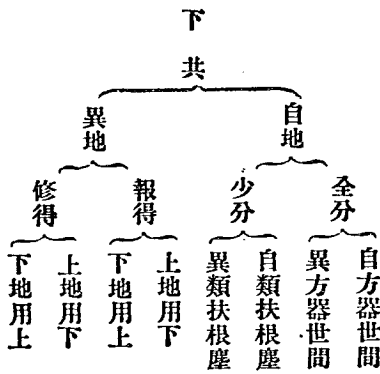 下
共
自地
異地
全分
少分
報得
修得
自方器世間
異方器世間
自類扶根塵
異類扶根塵
上地用下
下地用上
上地用下
下地用上